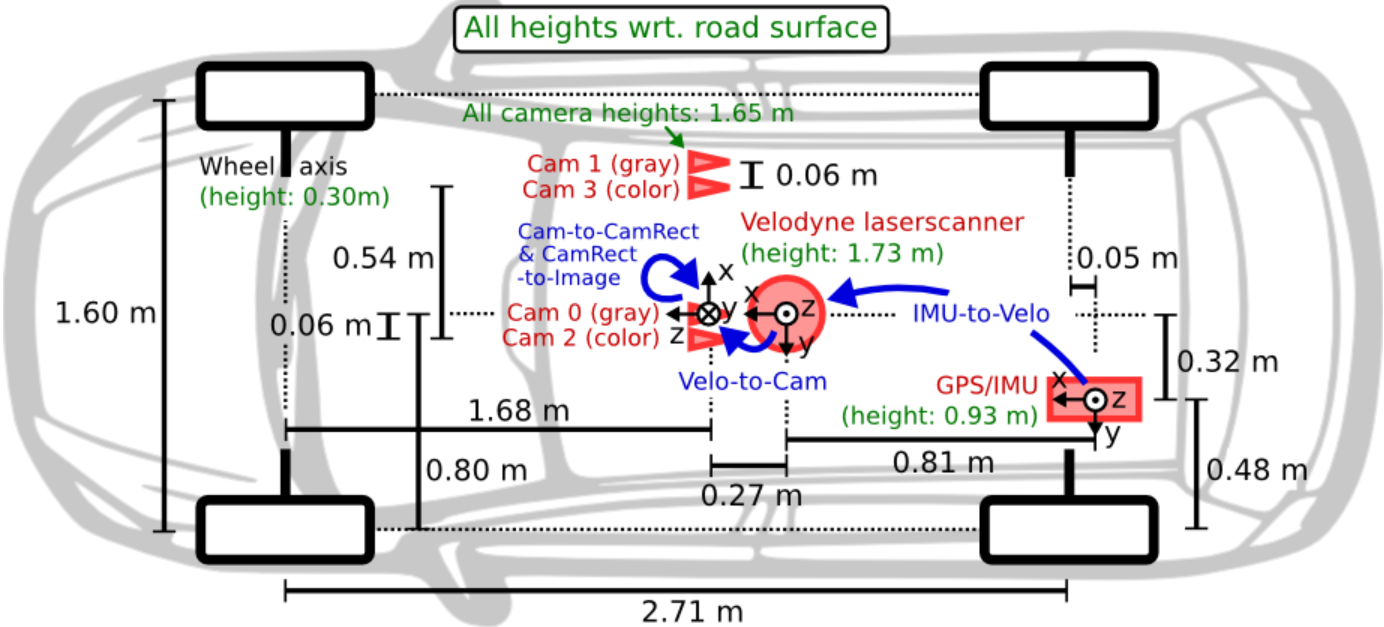 All heights wrt. road surface
All camera heights: 1.65 m
Wheel axis
(height: 0.30m)
Cam 1 (gray)
Cam 3 (color)
0.06 m
Cam-to-CamRect
& CamRect
-to-Image
Velodyne laserscanner
(height: 1.73 m)
0.54 m
0.05 m
x
x
1.60 m
0.06 m
Cam 0 (gray)
y
z
IMU-to-Velo
z
Cam 2 (color)
y
0.32 m
Velo-to-Cam
GPS/IMU
x
z
(height: 0.93 m)
y
1.68 m
0.80 m
0.81 m
0.48 m
0.27 m
2.71 m